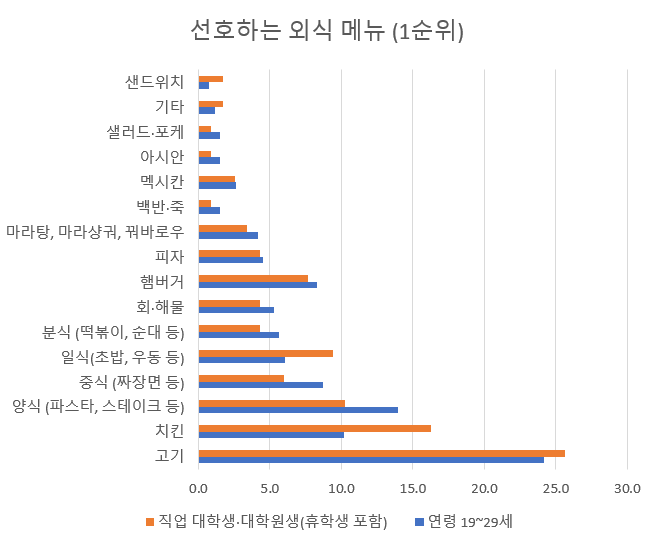 선호하는 외식 메뉴 (1순위)
샌드위치
기타
샐러드·포케
아시안
멕시칸
백반·죽
마라탕, 마라샹궈, 꿔바로우
피자
햄버거
회·해물
분식 (떡볶이, 순대 등)
일식(초밥, 우동 등)
중식 (짜장면 등)
양식 (파스타, 스테이크 등)
치킨
고기
0.0 5.0 10.0 15.0 20.0 25.0 30.0
직업 대학생·대학원생(휴학생 포함) 연령 19~29세